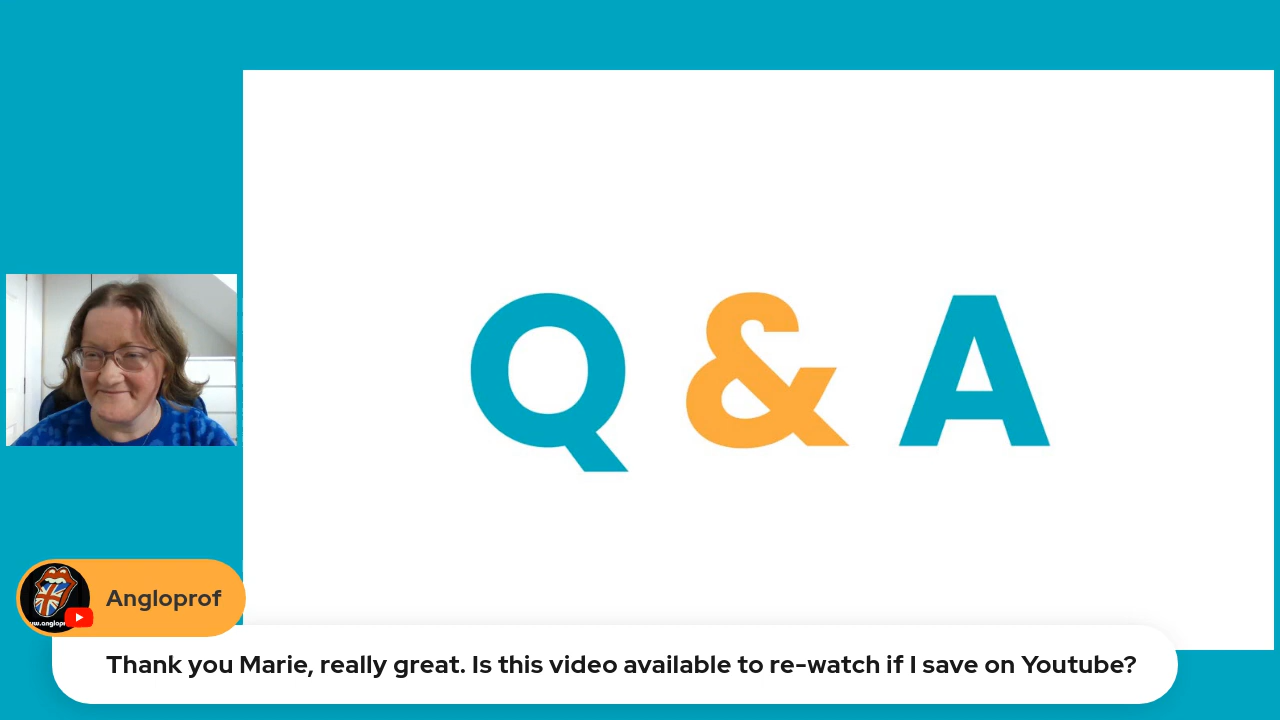 Q & A
Angloprof
Thank you Marie, really great. Is this video available to re-watch if I save on Youtube?